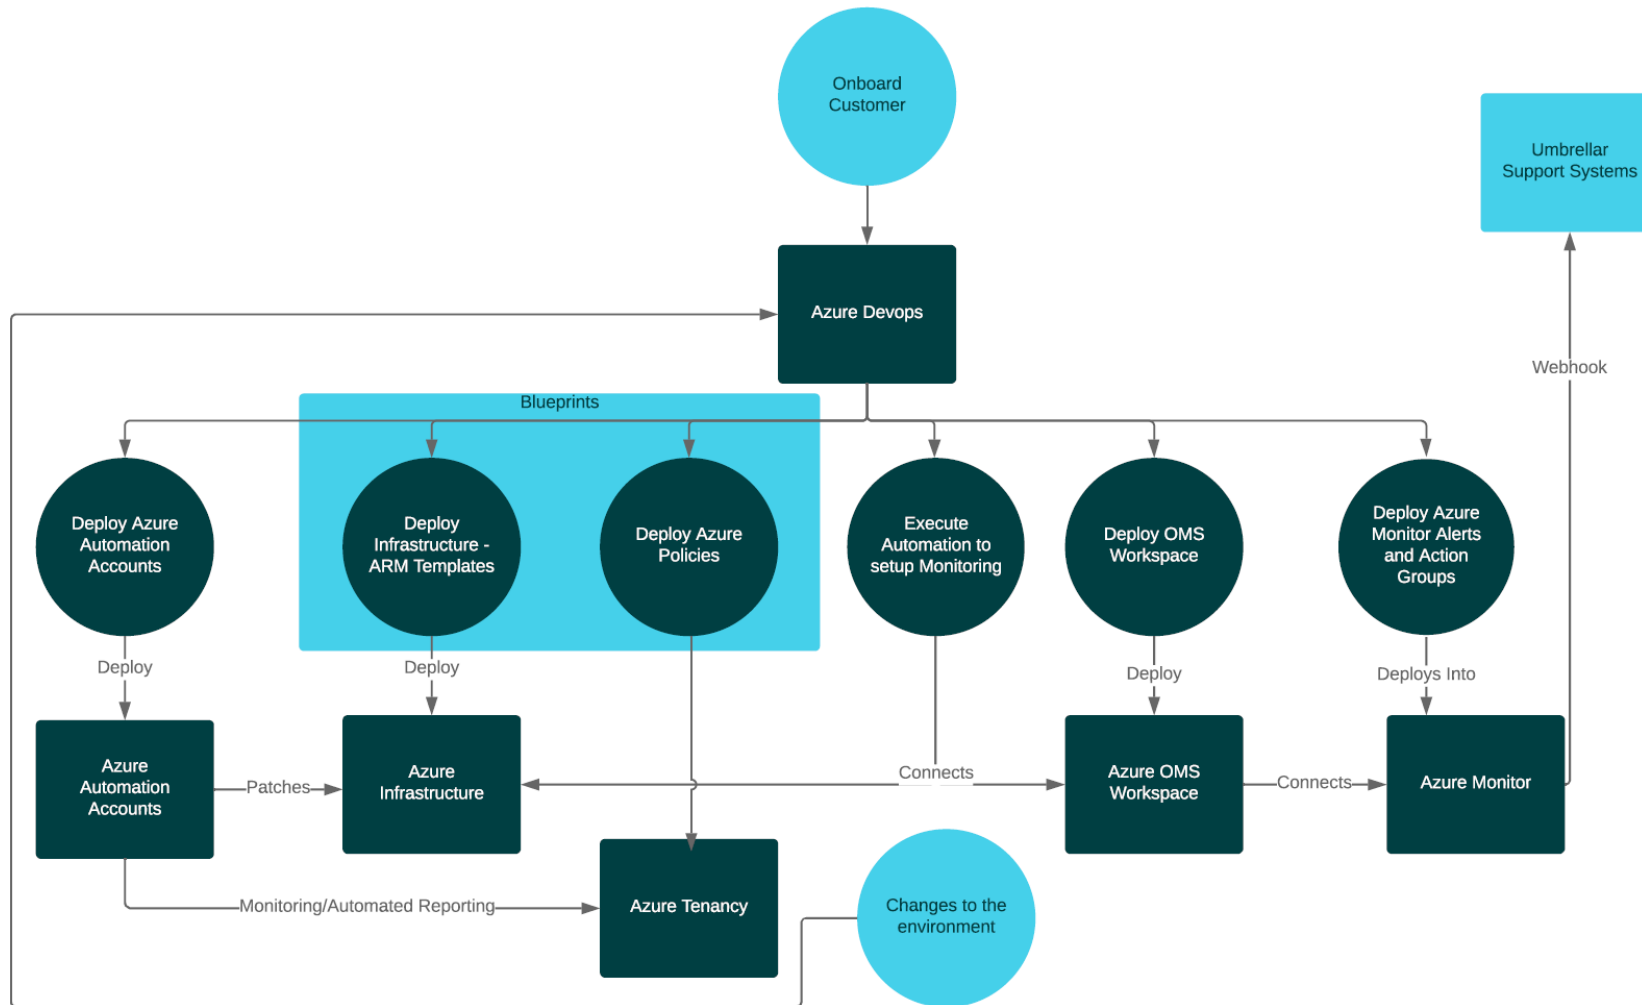 Onboard
Customer
Umbrellar
Support Systems
Azure Devops
Webhook
Blueprints
Deploy Azure
Automation
Accounts
Deploy
Infrastructure -
ARM Templates
Deploy Azure
Policies
Execute
Automation to
setup Monitoring
Deploy OMS
Workspace
Deploy Azure
Monitor Alerts
and Action
Groups
Deploy
Deploy
Deploy
Deploys Into
Azure
Automation
Accounts
Patches
Azure
Infrastructure
Connects
Azure OMS
Workspace
Connects
Azure Monitor
Monitoring/Automated Reporting
Azure Tenancy
Changes to the
environment